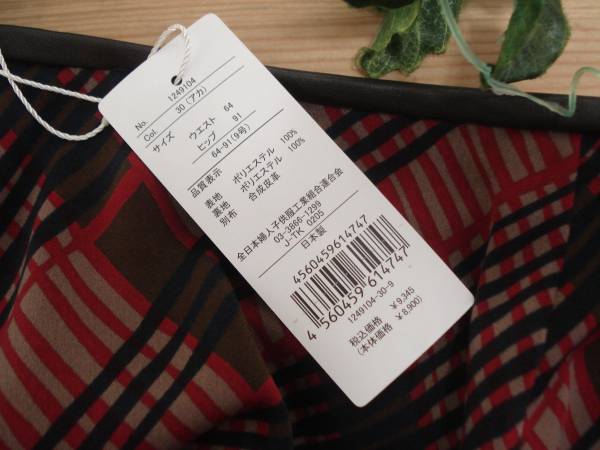 No. 1249104
Col. 30(アカ)
サイズ ウエスト 64
ヒップ 91
64-91(9号)
品質表示
表地 ポリエステル 100%
裏地 ポリエステル 100%
別布 合成皮革
全日本婦人子供服工業組合連合会
03-3866-1299
J-TK 0205
日本製
4560459614747
4 560459 614747
1249104-30-9
税込価格 ¥9,345
(本体価格 ¥8,900)